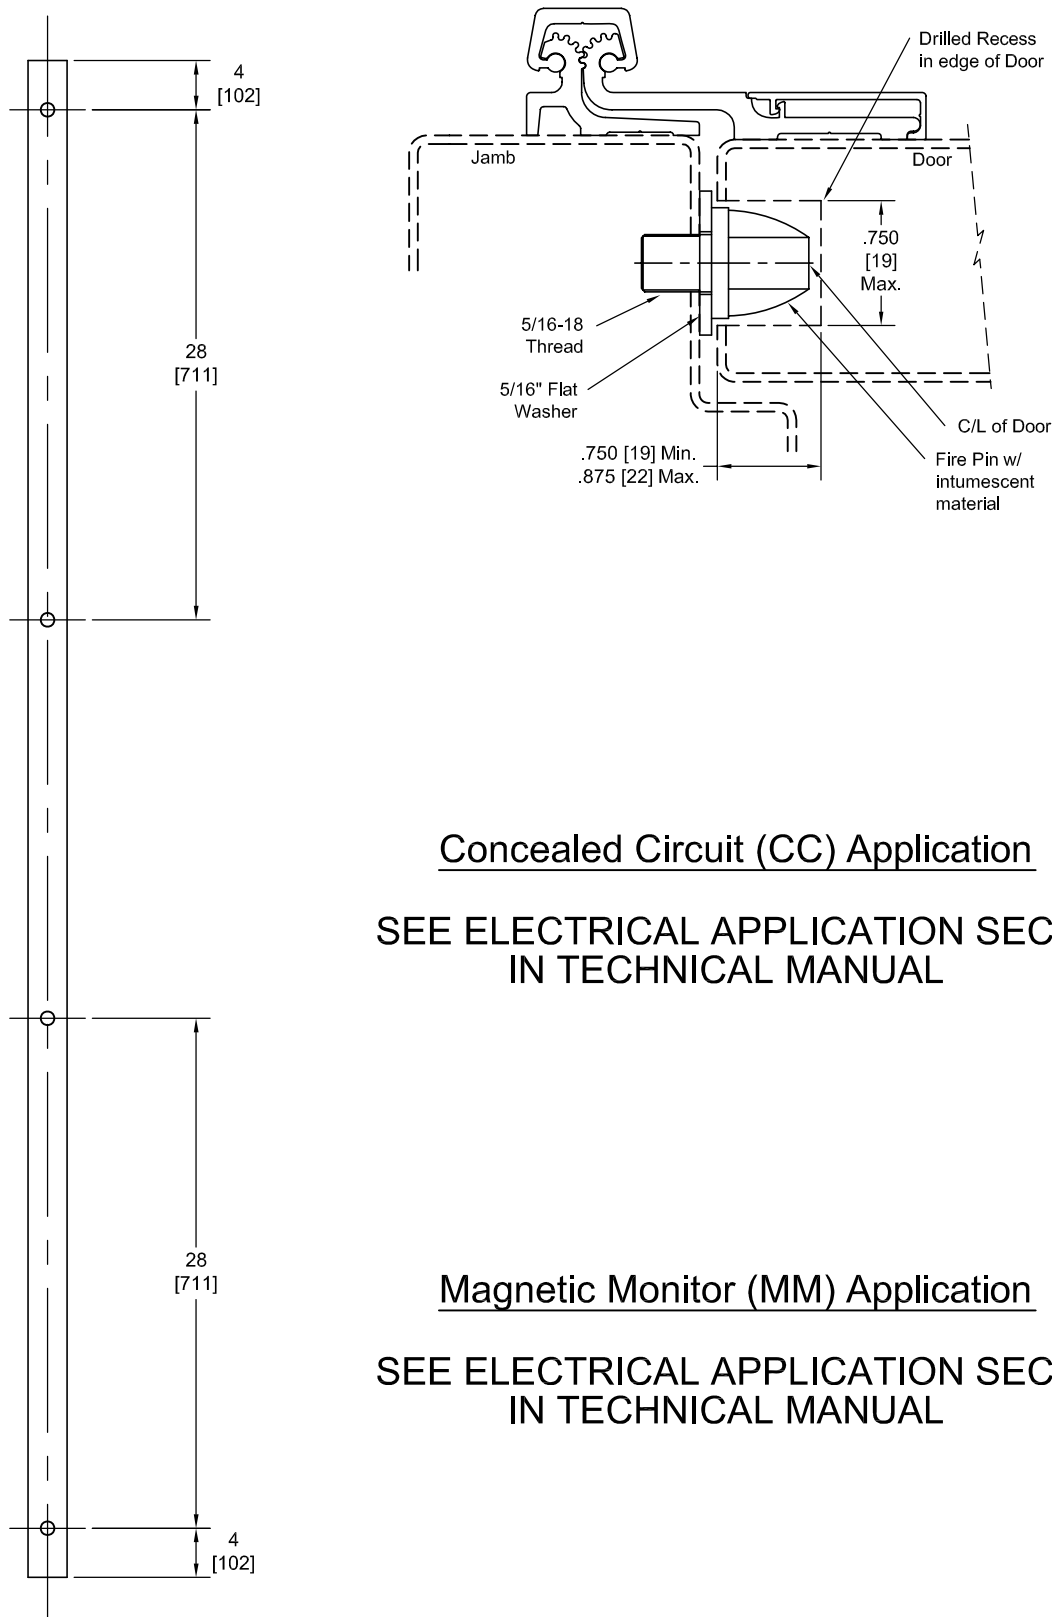 4
[102]
28
[711]
28
[711]
4
[102]
Drilled Recess
in edge of Door
Jamb
Door
.750
[19]
Max.
5/16-18
Thread
5/16" Flat
Washer
C/L of Door
.750 [19] Min.
.875 [22] Max.
Fire Pin w/
intumescent
material
Concealed Circuit (CC) Application
SEE ELECTRICAL APPLICATION SEC
IN TECHNICAL MANUAL
Magnetic Monitor (MM) Application
SEE ELECTRICAL APPLICATION SEC
IN TECHNICAL MANUAL